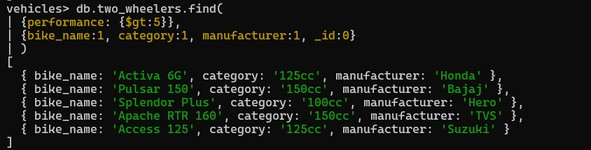 vehicles> db.two_wheelers.find(
| {performance: {$gt:5}},
| {bike_name:1, category:1, manufacturer:1, _id:0}
| )
[
  { bike_name: 'Activa 6G', category: '125cc', manufacturer: 'Honda' },
  { bike_name: 'Pulsar 150', category: '150cc', manufacturer: 'Bajaj' },
  { bike_name: 'Splendor Plus', category: '100cc', manufacturer: 'Hero' },
  { bike_name: 'Apache RTR 160', category: '150cc', manufacturer: 'TVS' },
  { bike_name: 'Access 125', category: '125cc', manufacturer: 'Suzuki' }
]